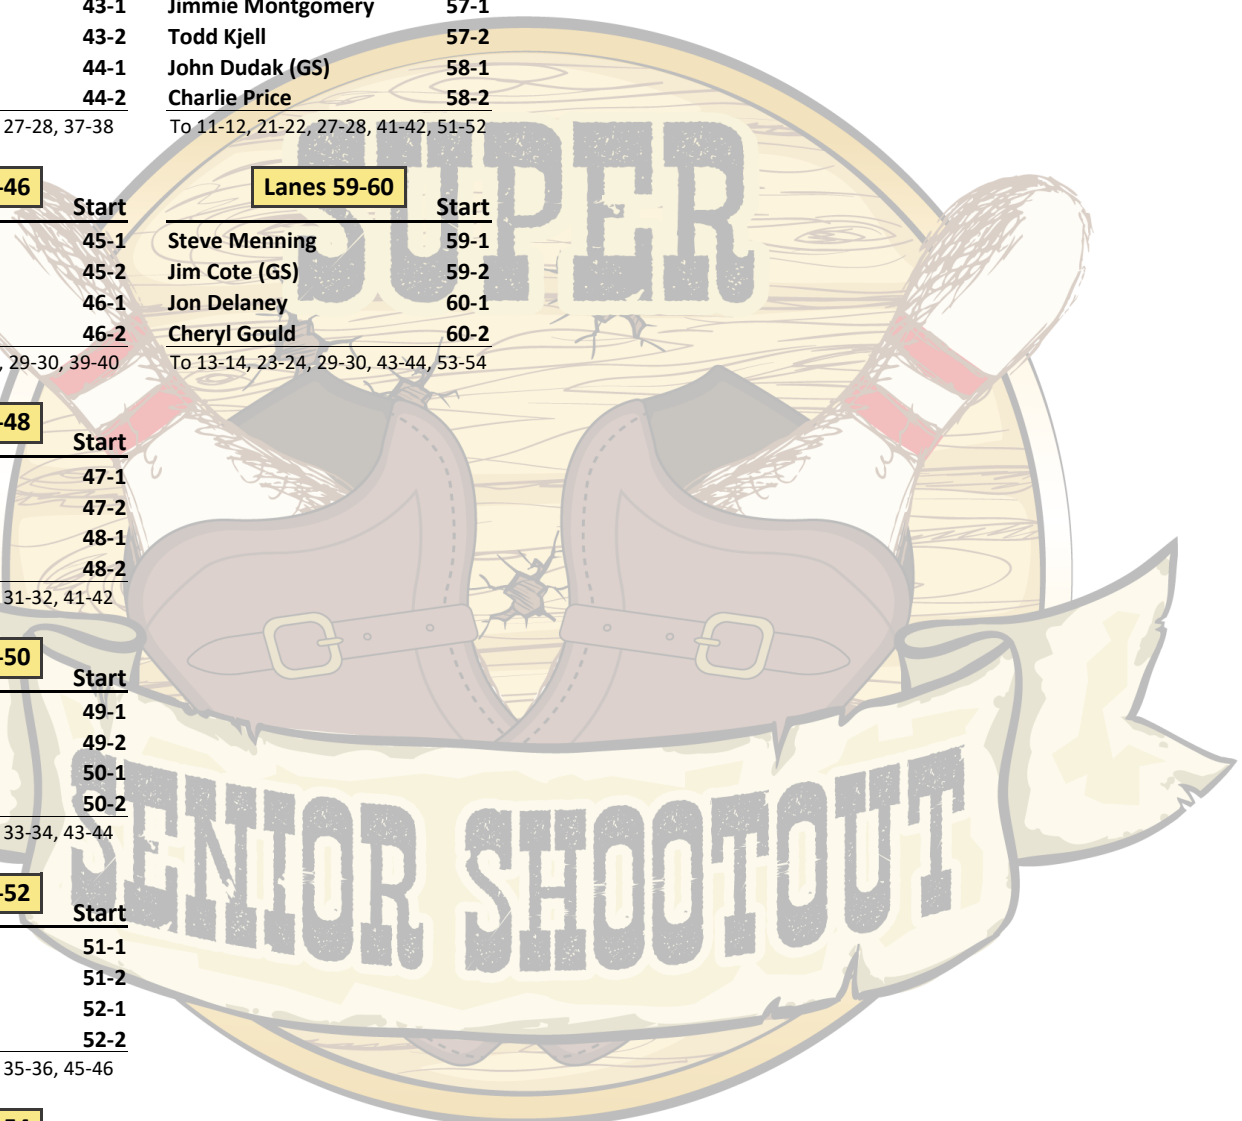 43-1
43-2
44-1
44-2
27-28, 37-38
-46
Start
45-1
45-2
46-1
46-2
, 29-30, 39-40
-48
Start
47-1
47-2
48-1
48-2
31-32, 41-42
-50
Start
49-1
49-2
50-1
50-2
33-34, 43-44
-52
Start
51-1
51-2
52-1
52-2
35-36, 45-46
Jimmie Montgomery 57-1
Todd Kjell 57-2
John Dudak (GS) 58-1
Charlie Price 58-2
To 11-12, 21-22, 27-28, 41-42, 51-52
Lanes 59-60
Start
Steve Menning 59-1
Jim Cote (GS) 59-2
Jon Delaney 60-1
Cheryl Gould 60-2
To 13-14, 23-24, 29-30, 43-44, 53-54
SUPER
SENIOR SHOOTOUT